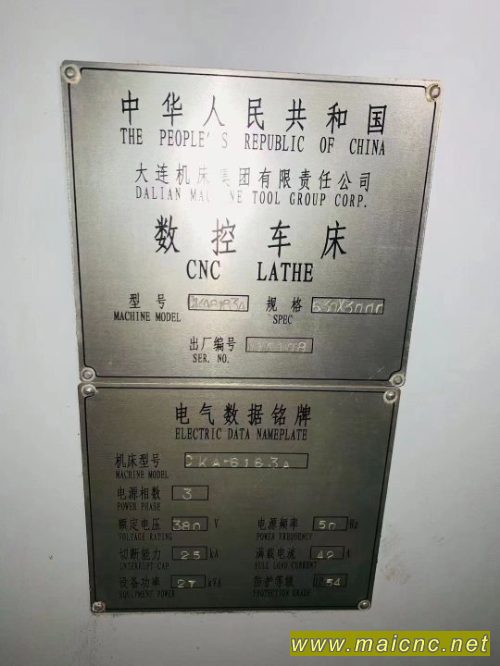 中华人民共和国
THE PEOPLE'S REPUBLIC OF CHINA
大连机床集团有限责任公司
DALIAN MACHINE TOOL GROUP CORP.
数控车床
CNC LATHE
型号 规格
MACHINE MODEL SPEC
出厂编号
SER. NO.
电气数据铭牌
ELECTRIC DATA NAMEPLATE
机床型号 CKA-6183A
MACHINE MODEL
电源相数 3
POWER PHASE
额定电压 380 V 电源频率 50 Hz
VOLTAGE RATING POWER FREQUENCY
切断能力 25 kA 满载电流 42 A
INTERRUPT CAP FULL LOAD CURRENT
设备功率 27 kVA 防护等级 54
EQUIPMENT POWER PROTECTION GRADE
www.maicnc.net